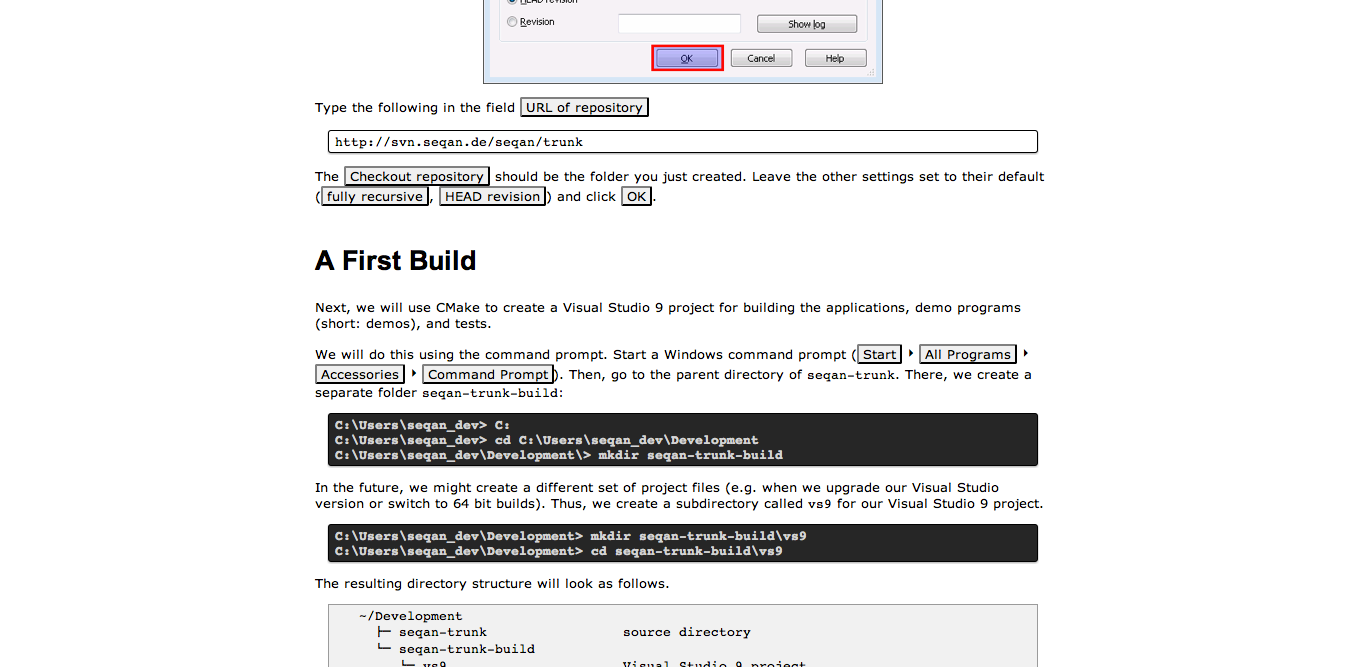 HEAD revision
Revision
Show log
OK
Cancel
Help
Type the following in the field URL of repository
http://svn.seqan.de/seqan/trunk
The Checkout repository should be the folder you just created. Leave the other settings set to their default
(fully recursive, HEAD revision) and click OK.
A First Build
Next, we will use CMake to create a Visual Studio 9 project for building the applications, demo programs
(short: demos), and tests.
We will do this using the command prompt. Start a Windows command prompt (Start ‣ All Programs ‣
Accessories ‣ Command Prompt). Then, go to the parent directory of seqan-trunk. There, we create a
separate folder seqan-trunk-build:
C:\Users\seqan_dev> C:
C:\Users\seqan_dev> cd C:\Users\seqan_dev\Development
C:\Users\seqan_dev\Development\> mkdir seqan-trunk-build
In the future, we might create a different set of project files (e.g. when we upgrade our Visual Studio
version or switch to 64 bit builds). Thus, we create a subdirectory called vs9 for our Visual Studio 9 project.
C:\Users\seqan_dev\Development> mkdir seqan-trunk-build\vs9
C:\Users\seqan_dev\Development> cd seqan-trunk-build\vs9
The resulting directory structure will look as follows.
~/Development
├─ seqan-trunk source directory
└─ seqan-trunk-build
└─ vs9 Visual Studio 9 project